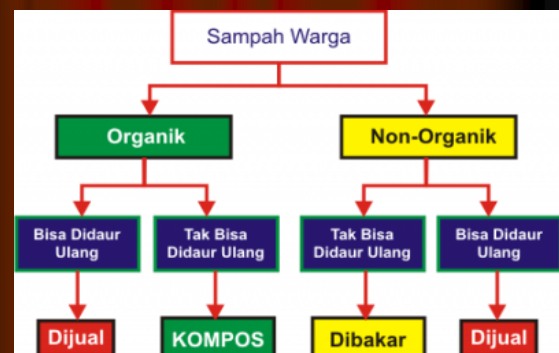 Sampah Warga
Organik
Non-Organik
Bisa Didaur
Ulang
Tak Bisa
Didaur Ulang
Tak Bisa
Didaur Ulang
Bisa Didaur
Ulang
Dijual
KOMPOS
Dibakar
Dijual